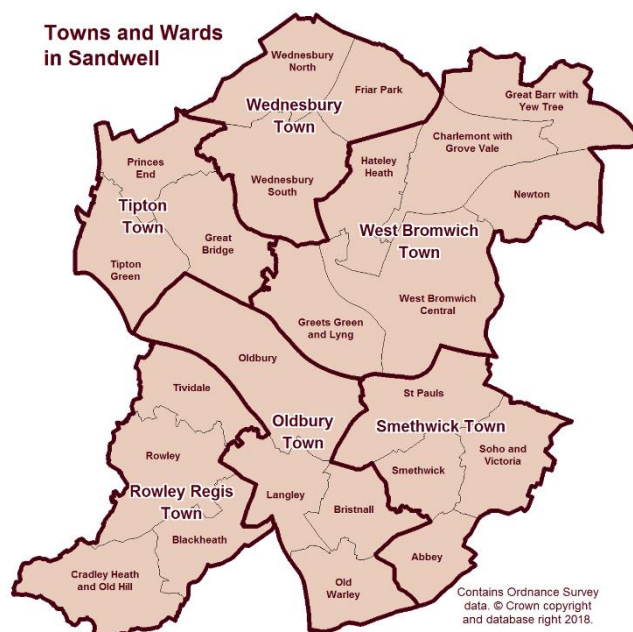 Towns and Wards
in Sandwell
Wednesbury
North
Friar Park
Wednesbury
Town
Great Barr with
Yew Tree
Charlemont with
Grove Vale
Princes
End
Hateley
Heath
Wednesbury
South
Newton
Tipton
Town
Great
Bridge
West Bromwich
Town
Tipton
Green
West Bromwich
Central
Greets Green
and Lyng
Oldbury
Tividale
St Pauls
Oldbury
Town
Smethwick Town
Soho and
Victoria
Rowley
Smethwick
Rowley Regis
Town
Langley
Bristnall
Blackheath
Abbey
Cradley Heath
and Old Hill
Old
Warley
Contains Ordnance Survey
data. © Crown copyright
and database right 2018.